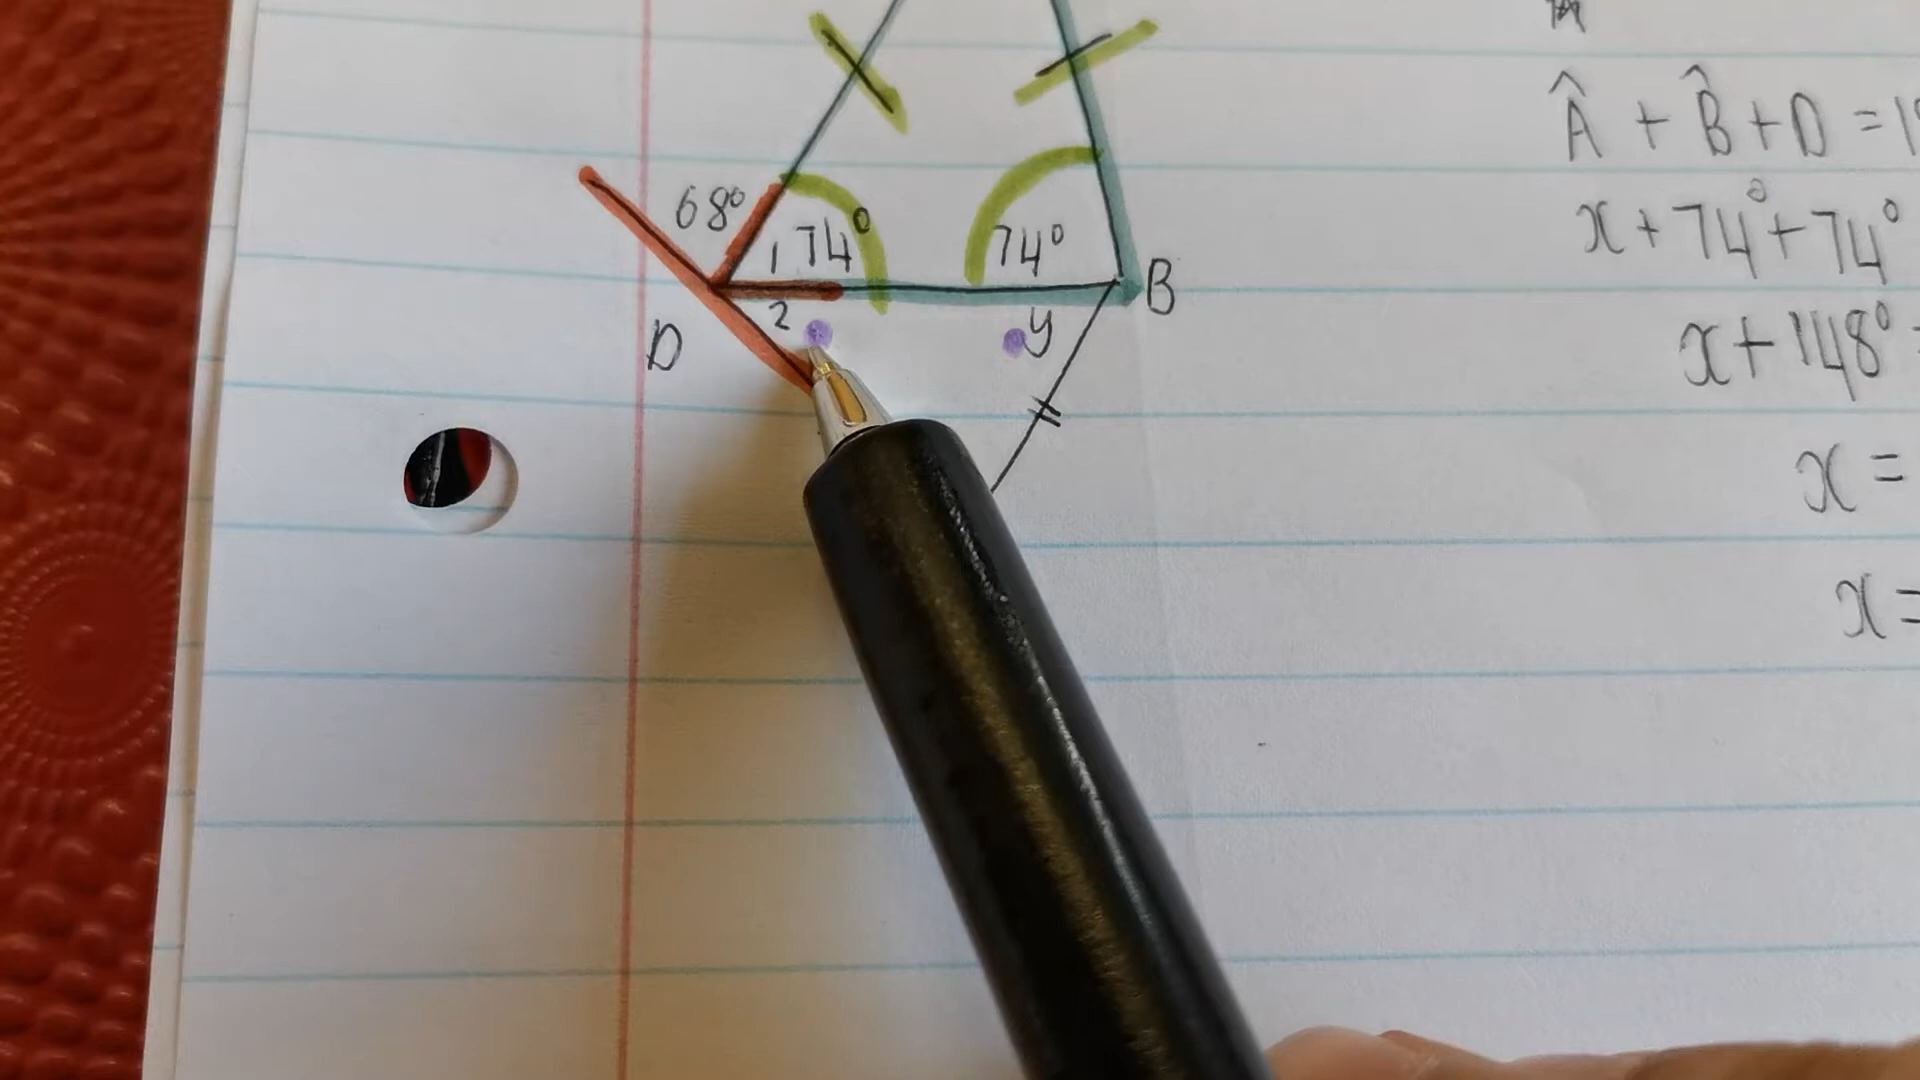 68°
1 74°
74°
B
2
y
D
Â + B̂ + D = 1
x + 74° + 74°
x + 148°
x =
x =